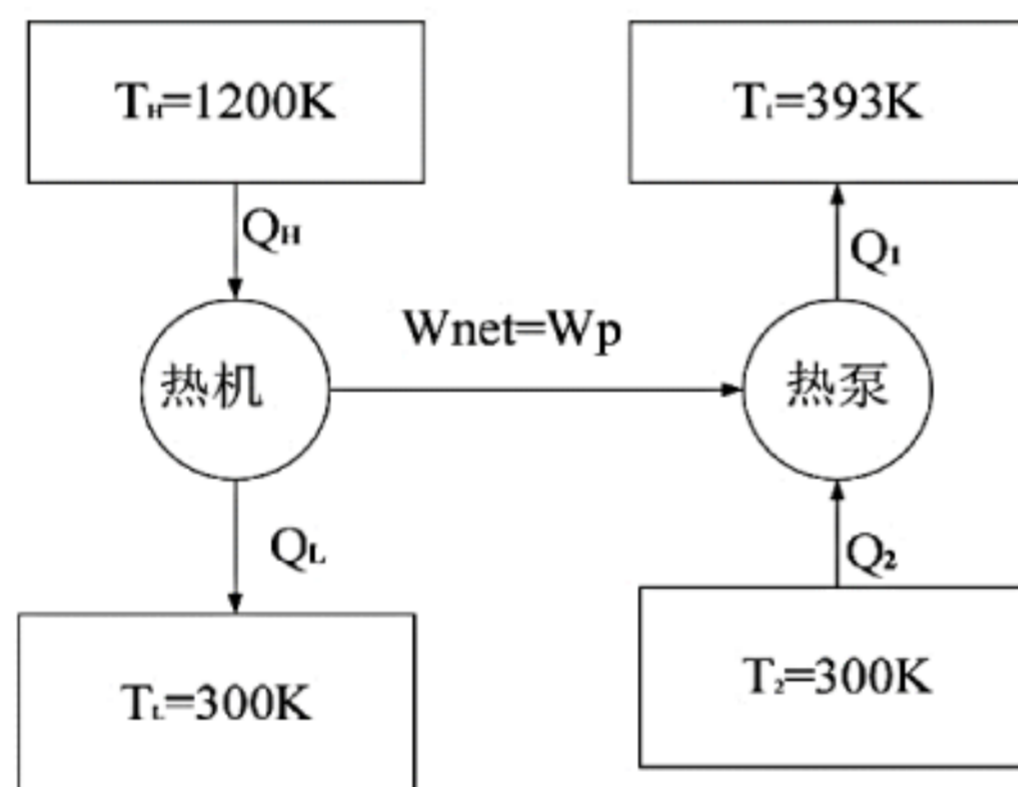 T_H=1200K
T_1=393K
Q_H
Q_1
Wnet=Wp
热机
热泵
Q_L
Q_2
T_L=300K
T_2=300K